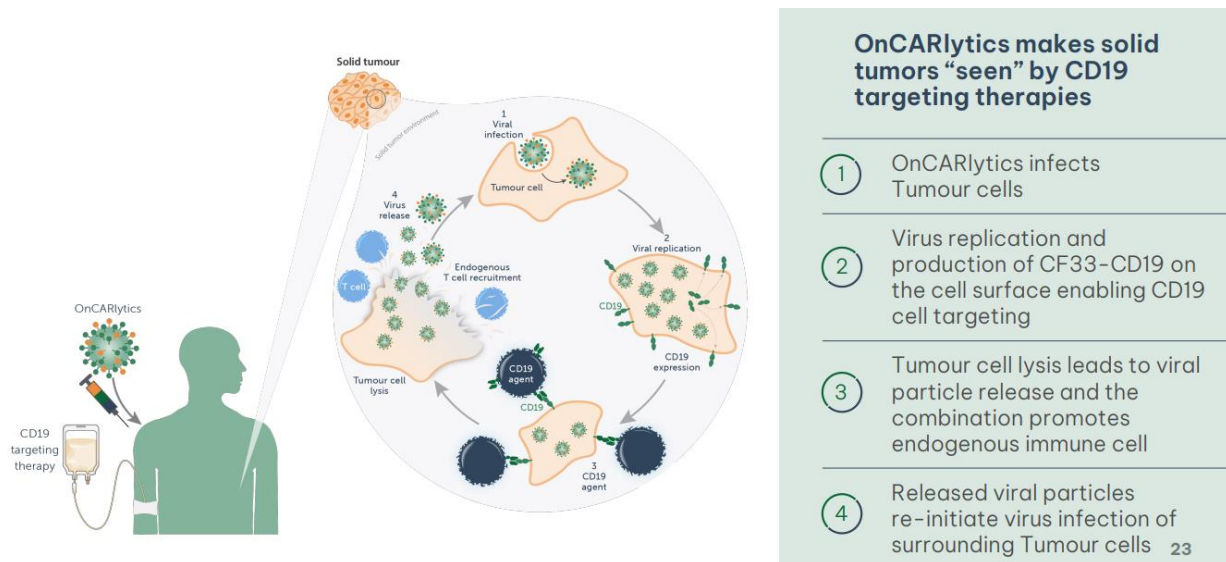 Solid tumour
Solid tumor environment
1
Viral
infection
Tumour cell
2
Viral replication
CD19
CD19
expression
3
CD19
agent
CD19
agent
CD19
Tumour cell
lysis
4
Virus
release
Endogenous
T cell recruitment
T cell
OnCARlytics
CD19
targeting
therapy
OnCARlytics makes solid
tumors “seen” by CD19
targeting therapies
1
OnCARlytics infects
Tumour cells
2
Virus replication and
production of CF33-CD19 on
the cell surface enabling CD19
cell targeting
3
Tumour cell lysis leads to viral
particle release and the
combination promotes
endogenous immune cell
4
Released viral particles
re-initiate virus infection of
surrounding Tumour cells
23